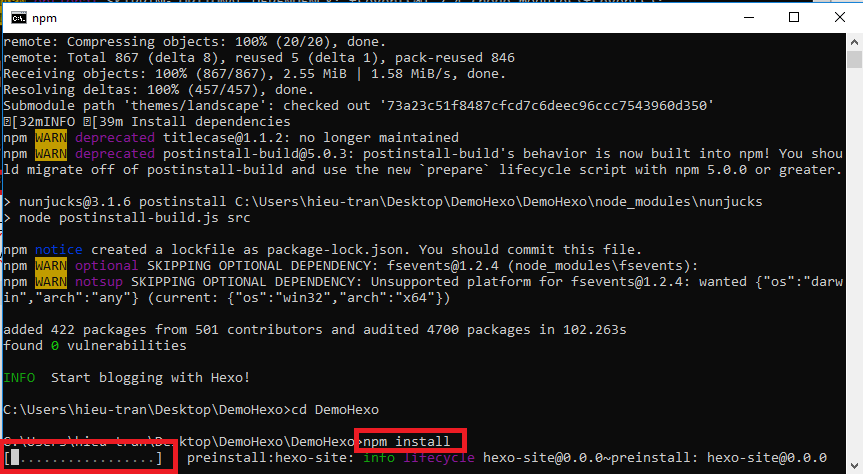 npm
remote: Compressing objects: 100% (20/20), done.
remote: Total 867 (delta 8), reused 5 (delta 1), pack-reused 846
Receiving objects: 100% (867/867), 2.55 MiB | 1.58 MiB/s, done.
Resolving deltas: 100% (457/457), done.
Submodule path 'themes/landscape': checked out '73a23c51f8487cfcd7c6deec96ccc7543960d350'
[32mINFO [39m Install dependencies
npm WARN deprecated titlecase@1.1.2: no longer maintained
npm WARN deprecated postinstall-build@5.0.3: postinstall-build's behavior is now built into npm! You shou
ld migrate off of postinstall-build and use the new `prepare` lifecycle script with npm 5.0.0 or greater.
> nunjucks@3.1.6 postinstall C:\Users\hieu-tran\Desktop\DemoHexo\DemoHexo\node_modules\nunjucks
> node postinstall-build.js src
npm notice created a lockfile as package-lock.json. You should commit this file.
npm WARN optional SKIPPING OPTIONAL DEPENDENCY: fsevents@1.2.4 (node_modules\fsevents):
npm WARN notsup SKIPPING OPTIONAL DEPENDENCY: Unsupported platform for fsevents@1.2.4: wanted {"os":"darw
in","arch":"any"} (current: {"os":"win32","arch":"x64"})
added 422 packages from 501 contributors and audited 4700 packages in 102.263s
found 0 vulnerabilities
INFO  Start blogging with Hexo!
C:\Users\hieu-tran\Desktop\DemoHexo>cd DemoHexo
C:\Users\hieu-tran\Desktop\DemoHexo\DemoHexo>npm install
[ .................] preinstall:hexo-site: info lifecycle hexo-site@0.0.0~preinstall: hexo-site@0.0.0